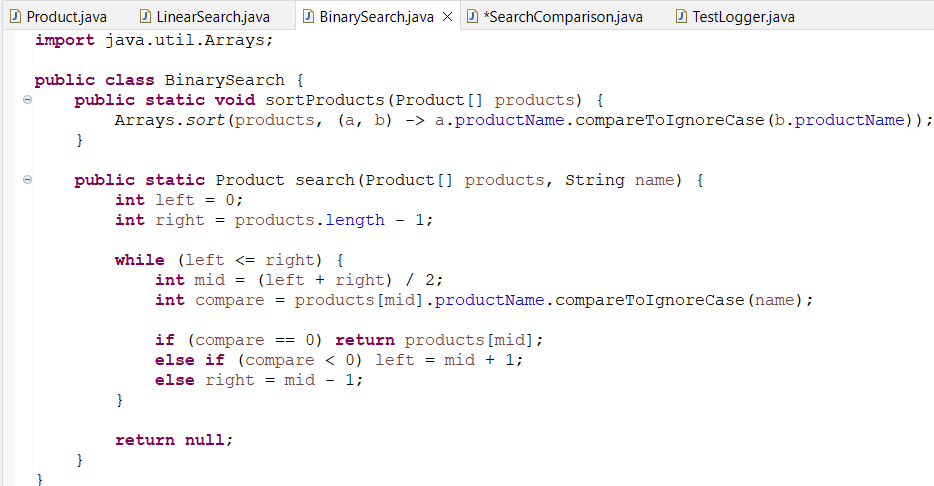 Product.java LinearSearch.java BinarySearch.java *SearchComparison.java TestLogger.java
import java.util.Arrays;

public class BinarySearch {
    public static void sortProducts(Product[] products) {
        Arrays.sort(products, (a, b) -> a.productName.compareToIgnoreCase(b.productName));
    }

    public static Product search(Product[] products, String name) {
        int left = 0;
        int right = products.length - 1;

        while (left <= right) {
            int mid = (left + right) / 2;
            int compare = products[mid].productName.compareToIgnoreCase(name);

            if (compare == 0) return products[mid];
            else if (compare < 0) left = mid + 1;
            else right = mid - 1;
        }

        return null;
    }
}